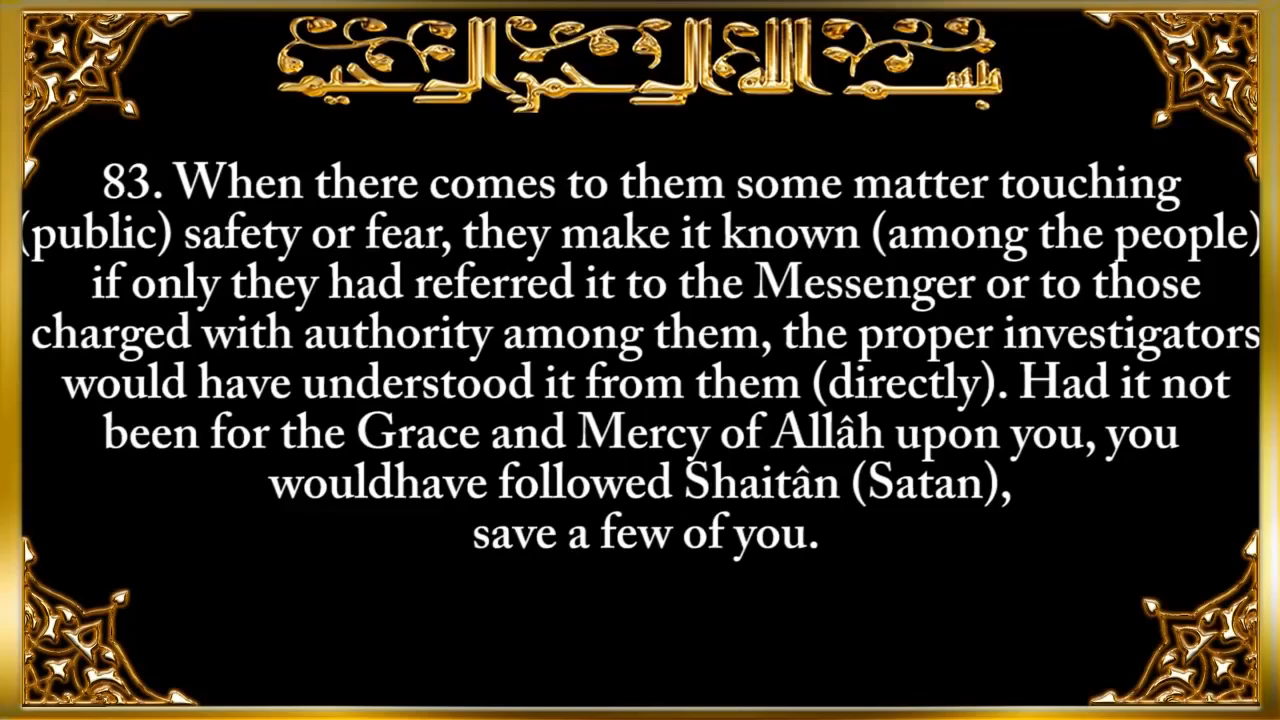 بسم الله الرحمن الرحيم
83. When there comes to them some matter touching
(public) safety or fear, they make it known (among the people)
if only they had referred it to the Messenger or to those
charged with authority among them, the proper investigators
would have understood it from them (directly). Had it not
been for the Grace and Mercy of Allâh upon you, you
wouldhave followed Shaitân (Satan),
save a few of you.